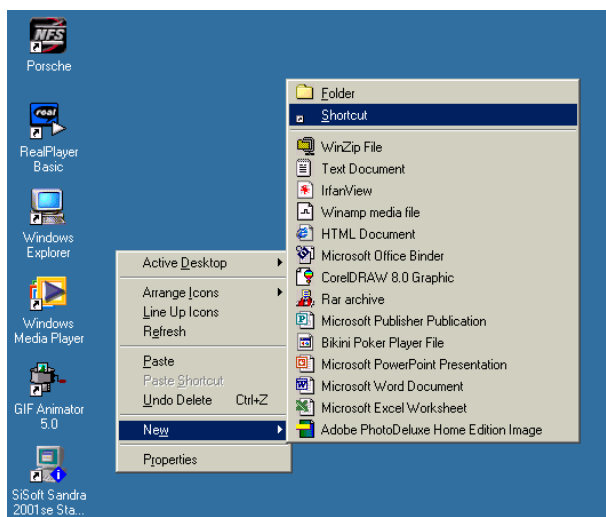 NFS
Porsche
real
RealPlayer
Basic
Windows
Explorer
Windows
Media Player
GIF Animator
5.0
SiSoft Sandra
2001se Sta...
Active Desktop
Arrange Icons
Line Up Icons
Refresh
Paste
Paste Shortcut
Undo Delete Ctrl+Z
New
Properties
Folder
Shortcut
WinZip File
Text Document
IrfanView
Winamp media file
HTML Document
Microsoft Office Binder
CorelDRAW 8.0 Graphic
Rar archive
Microsoft Publisher Publication
Bikini Poker Player File
Microsoft PowerPoint Presentation
Microsoft Word Document
Microsoft Excel Worksheet
Adobe PhotoDeluxe Home Edition Image